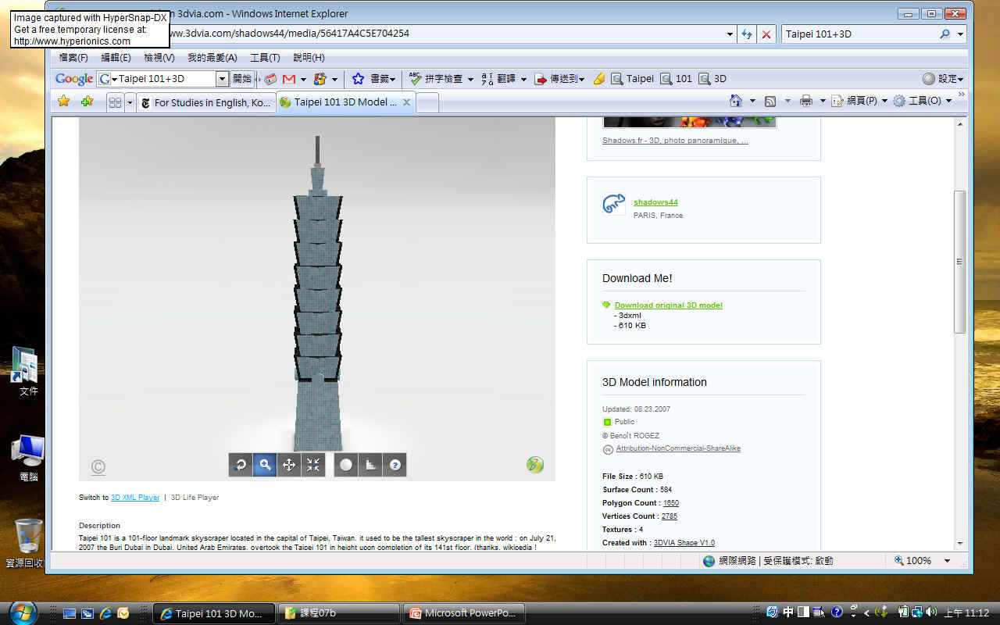 Image captured with HyperSnap-DX
Get a free temporary license at:
http://www.hyperionics.com
3dvia.com - Windows Internet Explorer
ww.3dvia.com/shadows44/media/56417A4C5E704254
Taipei 101+3D
檔案(F) 編輯(E) 檢視(V) 我的最愛(A) 工具(T) 說明(H)
Google Taipei 101+3D 開始 書籤 拼字檢查 翻譯 傳送到 Taipei 101 3D 設定
For Studies in English, Ko...
Taipei 101 3D Model ...
網頁(P) 工具(O)
Shadows.fr - 3D, photo panoramique, ...
shadows44
PARIS, France
Download Me!
Download original 3D model
- 3dxml
- 610 KB
3D Model information
Updated: 08.23.2007
Public
© Benoît ROGEZ
Attribution-NonCommercial-ShareAlike
File Size : 610 KB
Surface Count : 584
Polygon Count : 1650
Vertices Count : 2785
Textures : 4
Created with : 3DVIA Shape V1.0
Switch to 3D XML Player | 3D Life Player
Description
Taipei 101 is a 101-floor landmark skyscraper located in the capital of Taipei, Taiwan. it used to be the tallest skyscraper in the world : on July 21,
2007 the Burj Dubai in Dubai, United Arab Emirates, overtook the Taipei 101 in height upon completion of its 141st floor. (thanks, wikipedia !
網際網路 | 受保護模式: 啟動
100%
文件
電腦
資源回收
Taipei 101 3D Mo...
課程07b
Microsoft PowerPo...
中
上午 11:12